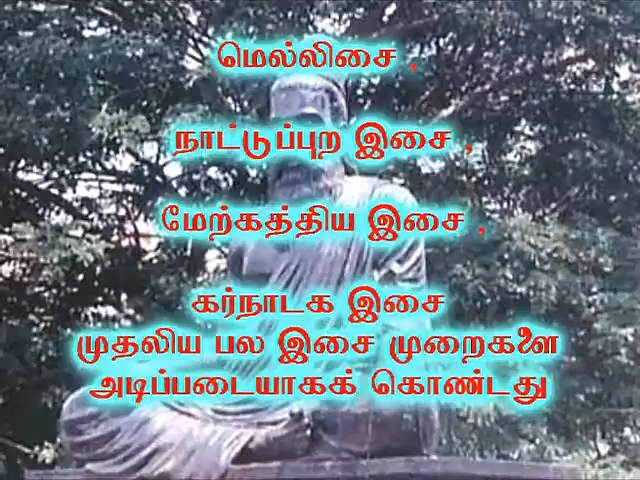 மெல்லிசை ,
நாட்டுப்புற இசை ,
மேற்கத்திய இசை ,
கர்நாடக இசை
முதலிய பல இசை முறைகளை
அடிப்படையாகக் கொண்டது